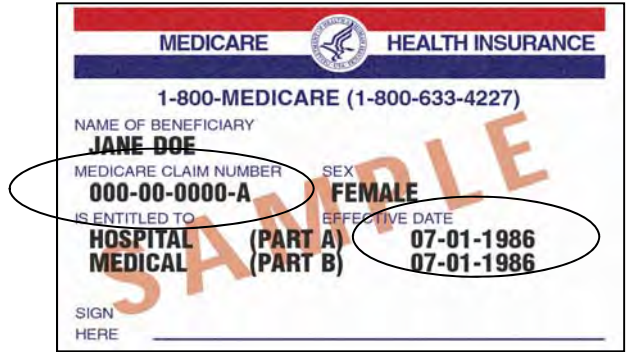 MEDICARE HEALTH INSURANCE
1-800-MEDICARE (1-800-633-4227)
NAME OF BENEFICIARY
JANE DOE
MEDICARE CLAIM NUMBER SEX
000-00-0000-A FEMALE
IS ENTITLED TO EFFECTIVE DATE
HOSPITAL (PART A) 07-01-1986
MEDICAL (PART B) 07-01-1986
SIGN
HERE
SAMPLE